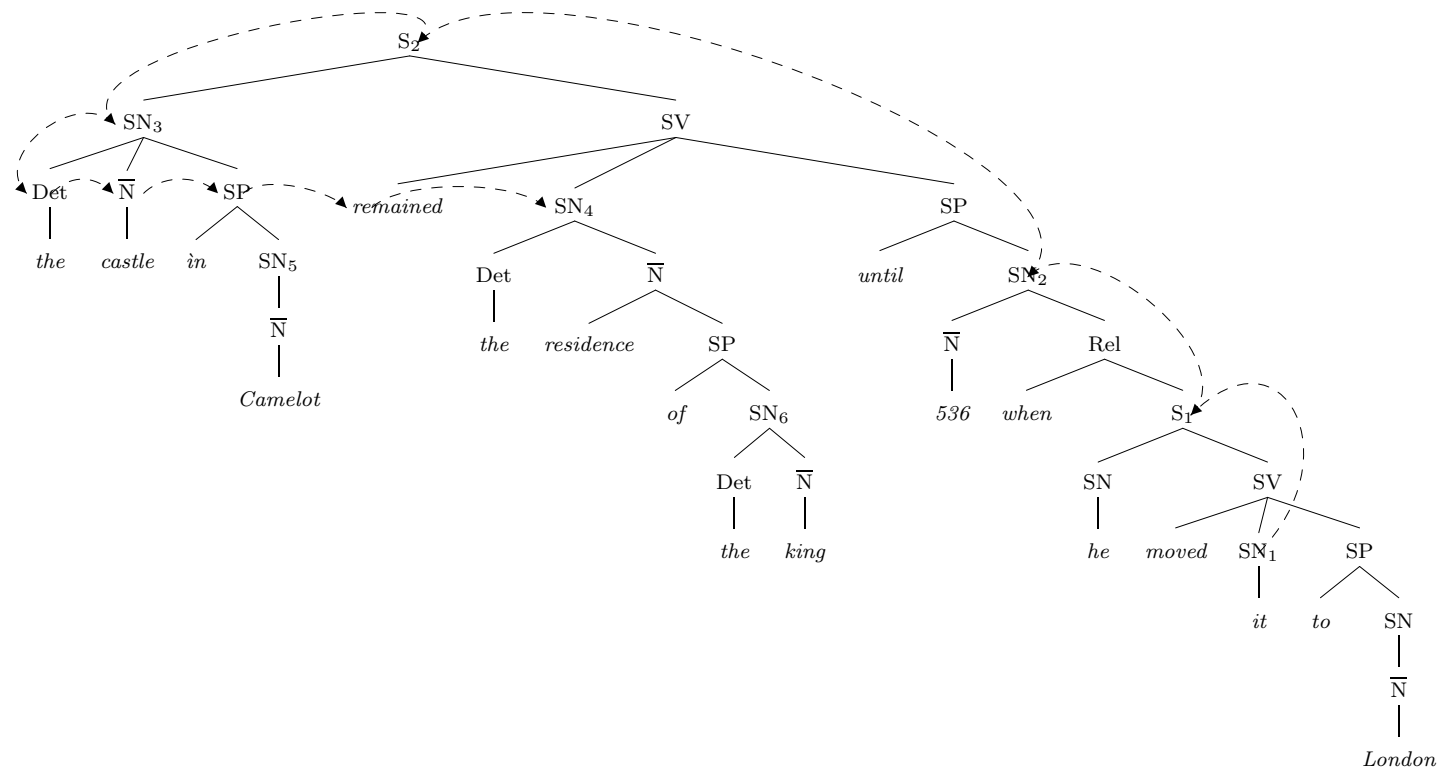 S2
SN3 SV
Det N̅ SP remained SN4 SP
the castle ìn SN5 Det N̅ until SN2
N̅ the residence SP N̅ Rel
Camelot of SN6 536 when S1
Det N̅ SN SV
the king he moved SN1 SP
it to SN
N̅
London